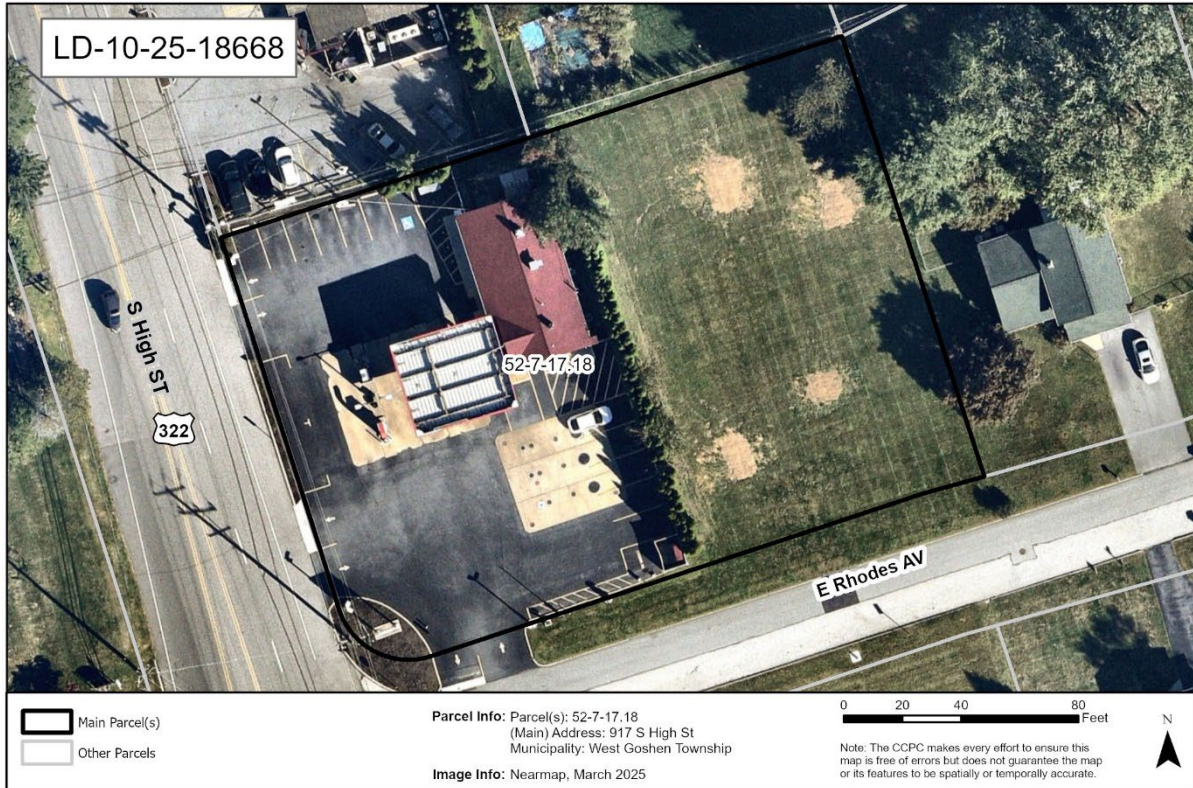 LD-10-25-18668
S High ST
322
52-7-17.18
E Rhodes AV
Main Parcel(s)
Other Parcels
Parcel Info: Parcel(s): 52-7-17.18
(Main) Address: 917 S High St
Municipality: West Goshen Township
Image Info: Nearmap, March 2025
0 20 40 80
Feet
Note: The CCPC makes every effort to ensure this
map is free of errors but does not guarantee the map
or its features to be spatially or temporally accurate.
N